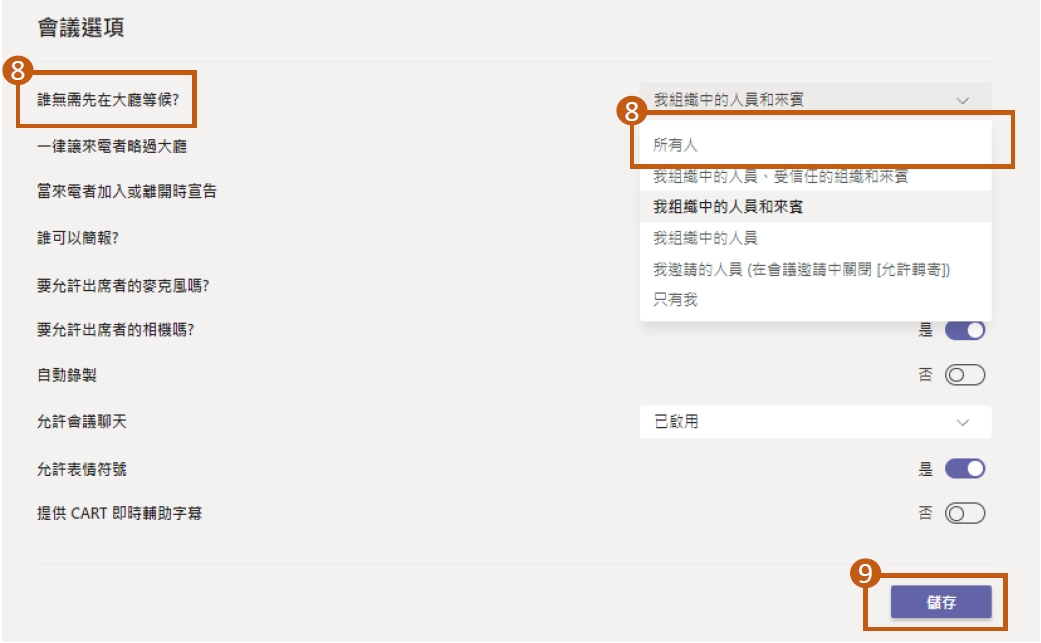 會議選項
8
誰無需先在大廳等候?
我組織中的人員和來賓
8
所有人
一律讓來電者略過大廳
我組織中的人員、受信任的組織和來賓
當來電者加入或離開時宣告
我組織中的人員和來賓
誰可以簡報?
我組織中的人員
我邀請的人員 (在會議邀請中關閉 [允許轉寄])
要允許出席者的麥克風嗎?
只有我
要允許出席者的相機嗎?
是
自動錄製
否
允許會議聊天
已啟用
允許表情符號
是
提供 CART 即時輔助字幕
否
9
儲存